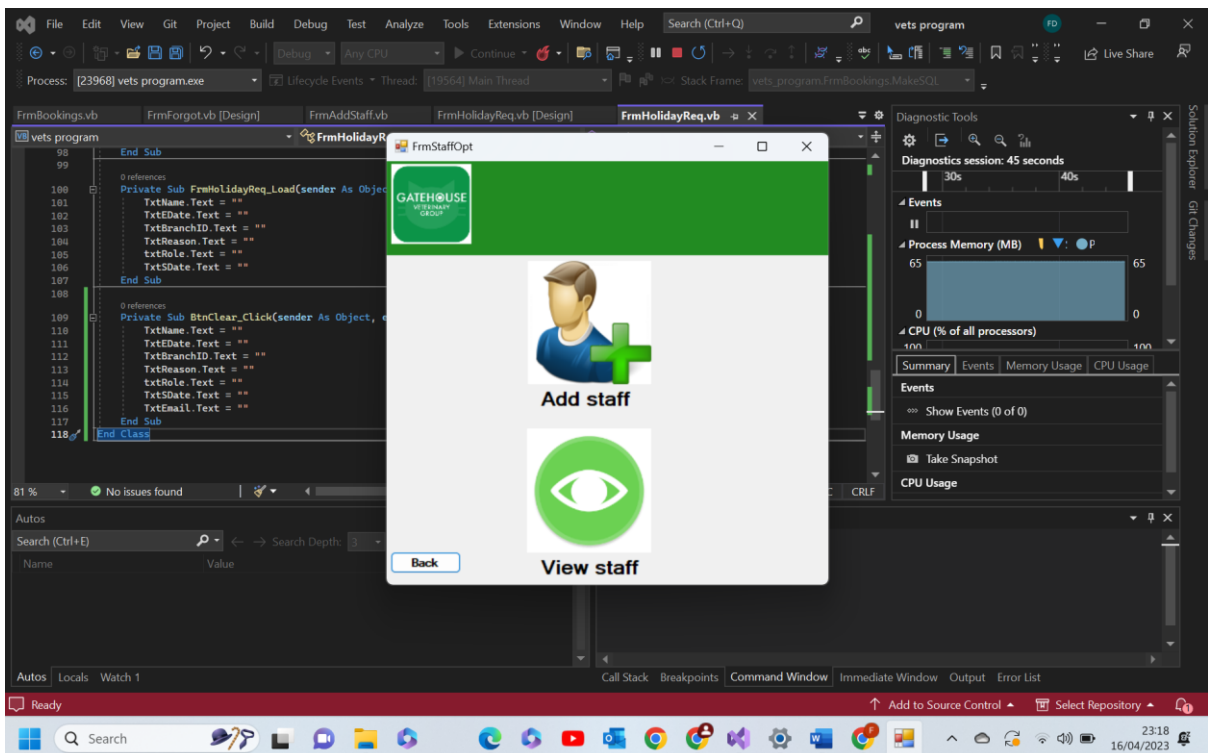 File Edit View Git Project Build Debug Test Analyze Tools Extensions Window Help Search (Ctrl+Q) vets program FD
Debug Any CPU Continue Live Share
Process: [23968] vets program.exe Lifecycle Events Thread: [19564] Main Thread Stack Frame: vets_program.FrmBookings.MakeSQL
FrmBookings.vb FrmForgot.vb [Design] FrmAddStaff.vb FrmHolidayReq.vb [Design] FrmHolidayReq.vb
vets program FrmHolidayR
98 End Sub
99
0 references
100 Private Sub FrmHolidayReq_Load(sender As Objec
101 TxtName.Text = ""
102 TxtEDate.Text = ""
103 TxtBranchID.Text = ""
104 TxtReason.Text = ""
105 txtRole.Text = ""
106 TxtSDate.Text = ""
107 End Sub
108
0 references
109 Private Sub BtnClear_Click(sender As Object, e
110 TxtName.Text = ""
111 TxtEDate.Text = ""
112 TxtBranchID.Text = ""
113 TxtReason.Text = ""
114 txtRole.Text = ""
115 TxtSDate.Text = ""
116 TxtEmail.Text = ""
117 End Sub
118 End Class
81 % No issues found CRLF
FrmStaffOpt
GATEHOUSE
VETERINARY
GROUP
Add staff
View staff
Back
Diagnostic Tools
Diagnostics session: 45 seconds
30s 40s
Events
Process Memory (MB) P
65 65
0 0
CPU (% of all processors)
100 100
Summary Events Memory Usage CPU Usage
Events
Show Events (0 of 0)
Memory Usage
Take Snapshot
CPU Usage
Solution Explorer
Git Changes
Autos
Search (Ctrl+E) Search Depth: 3
Name Value
Autos Locals Watch 1
Call Stack Breakpoints Command Window Immediate Window Output Error List
Ready Add to Source Control Select Repository
Search 23:18
16/04/2023